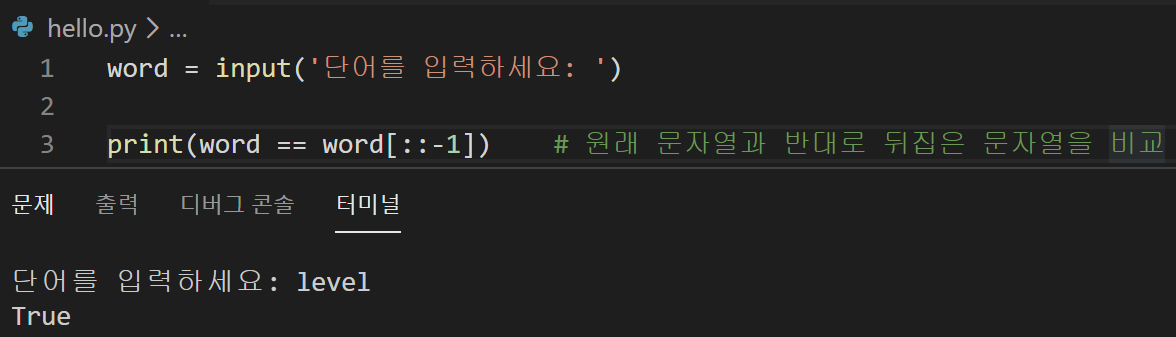 hello.py > ...
1 word = input('단어를 입력하세요: ')
2
3 print(word == word[::-1])    # 원래 문자열과 반대로 뒤집은 문자열을 비교
문제 출력 디버그 콘솔 터미널
단어를 입력하세요: level
True